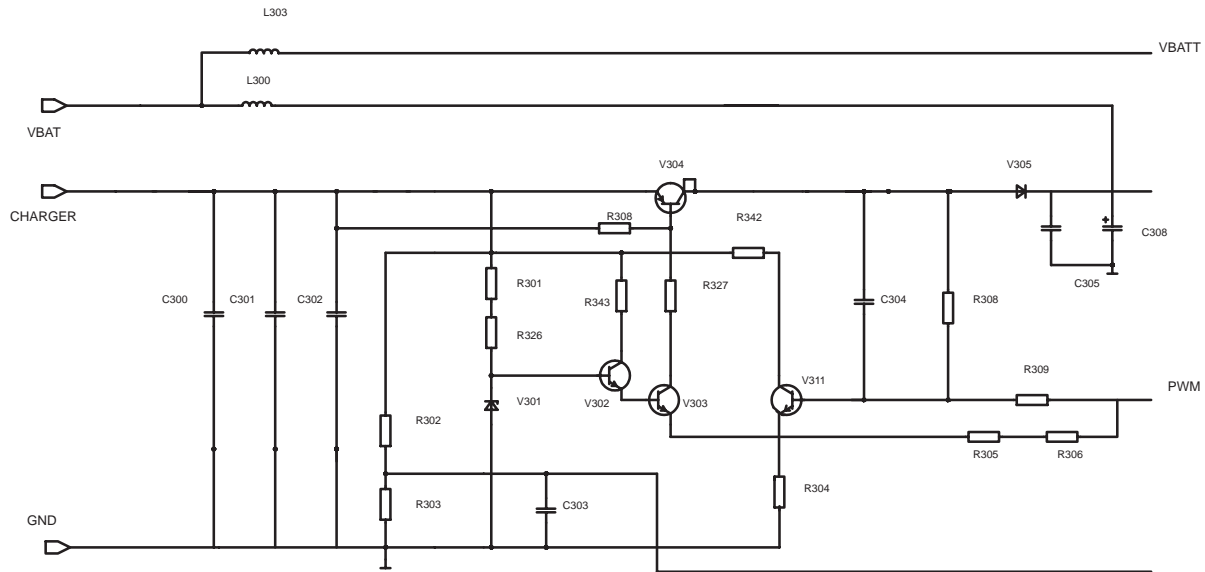 L303
VBATT
L300
VBAT
V304
V305
CHARGER
R308
R342
C308
C300
C301
C302
R301
R343
R327
C304
R308
C305
R326
V311
R309
PWM
V301
V302
V303
R302
R305
R306
R303
C303
R304
GND
+